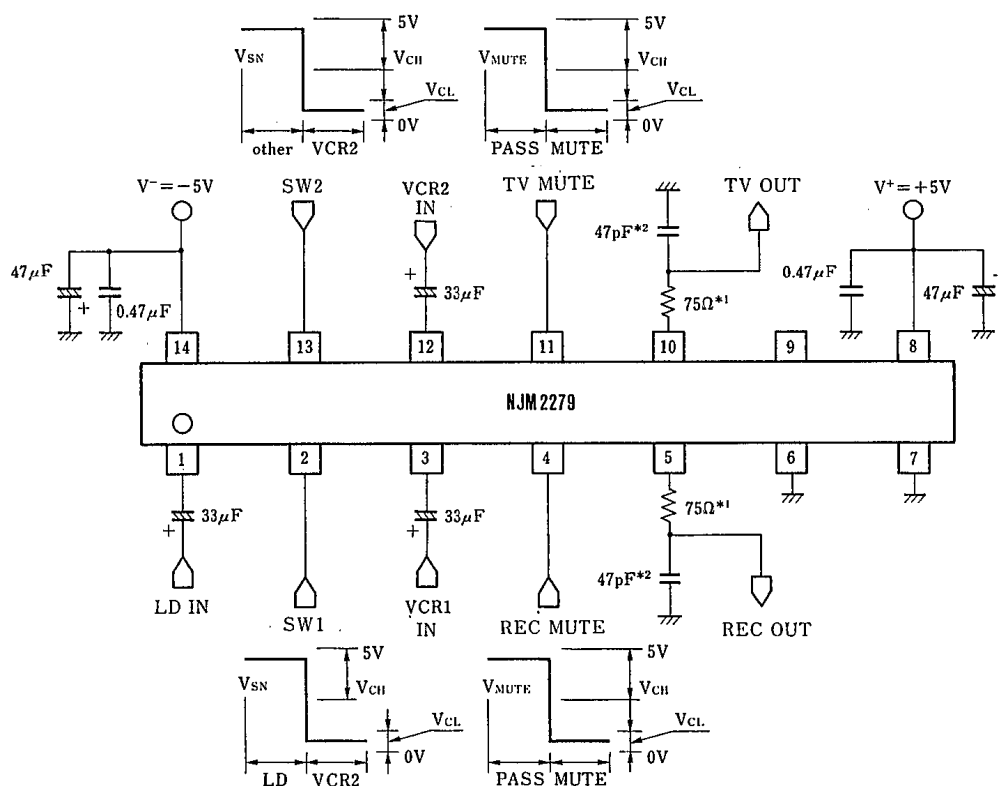 5V
5V
VSN
VCH
VMUTE
VCH
VCL
VCL
0V
0V
other VCR2
PASS MUTE
V⁻=−5V
SW2
VCR2
IN
TV MUTE
TV OUT
V⁺=+5V
47pF*2
47μF
+
0.47μF
+
33μF
75Ω*1
0.47μF
47μF
14
13
12
11
10
9
8
NJM2279
1
2
3
4
5
6
7
+
33μF
+
33μF
75Ω*1
47pF*2
LD IN
SW1
VCR1
IN
REC MUTE
REC OUT
5V
5V
VSN
VCH
VMUTE
VCH
VCL
VCL
0V
0V
LD VCR2
PASS MUTE